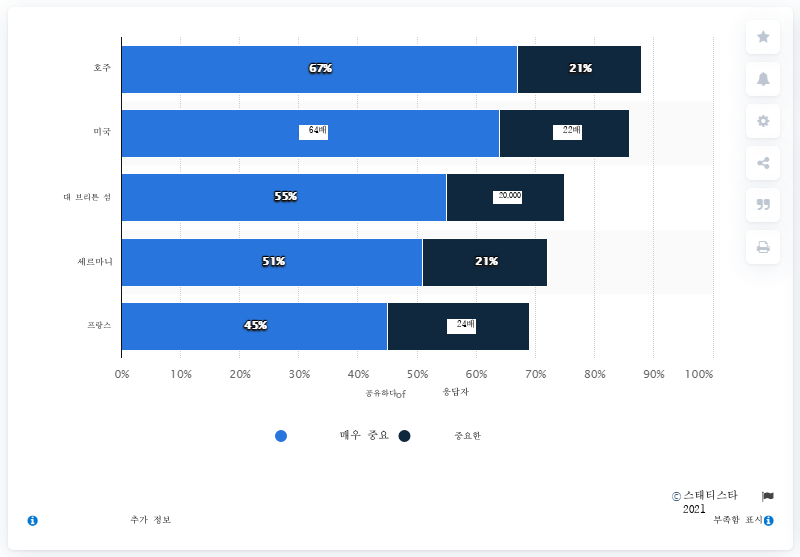 호주 67% 21%
미국 64배 22배
대 브리튼 섬 55% 20,000
세르마니 51% 21%
프랑스 45% 24배
0% 10% 20% 30% 40% 50% 60% 70% 80% 90% 100%
공유하다of 응답자
매우 중요 중요한
© 스태티스타
2021
추가 정보 부족함 표시